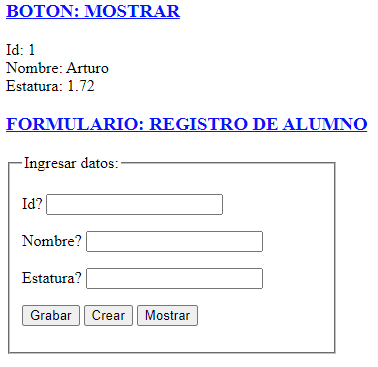 BOTON: MOSTRAR
Id: 1
Nombre: Arturo
Estatura: 1.72
FORMULARIO: REGISTRO DE ALUMNO
Ingresar datos:
Id?
Nombre?
Estatura?
Grabar Crear Mostrar